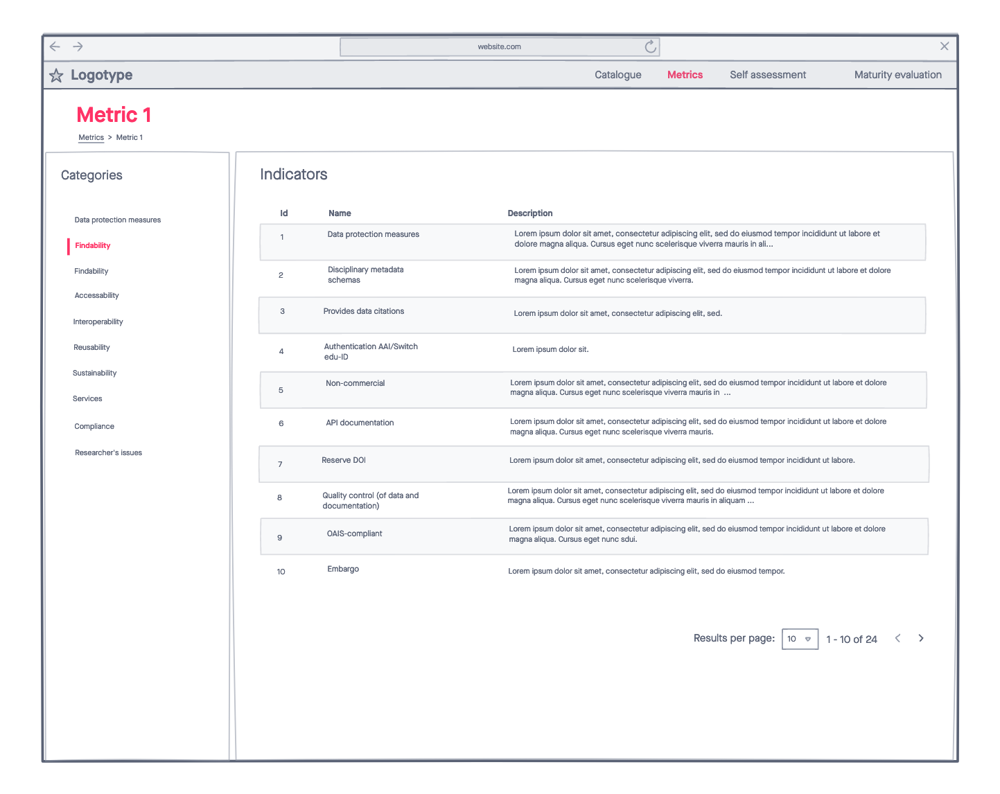 website.com
Logotype
Catalogue Metrics Self assessment Maturity evaluation
Metric 1
Metrics > Metric 1
Categories
Data protection measures
Findability
Findability
Accessability
Interoperability
Reusability
Sustainability
Services
Compliance
Researcher's issues
Indicators
Id Name Description
1 Data protection measures Lorem ipsum dolor sit amet, consectetur adipiscing elit, sed do eiusmod tempor incididunt ut labore et
dolore magna aliqua. Cursus eget nunc scelerisque viverra mauris in ali...
2 Disciplinary metadata Lorem ipsum dolor sit amet, consectetur adipiscing elit, sed do eiusmod tempor incididunt ut labore et dolore
schemas magna aliqua. Cursus eget nunc scelerisque viverra.
3 Provides data citations Lorem ipsum dolor sit amet, consectetur adipiscing elit, sed.
4 Authentication AAI/Switch Lorem ipsum dolor sit.
edu-ID
5 Non-commercial Lorem ipsum dolor sit amet, consectetur adipiscing elit, sed do eiusmod tempor incididunt ut labore et dolore
magna aliqua. Cursus eget nunc scelerisque viverra mauris in ...
6 API documentation Lorem ipsum dolor sit amet, consectetur adipiscing elit, sed do eiusmod tempor incididunt ut labore et dolore
magna aliqua. Cursus eget nunc scelerisque viverra mauris.
7 Reserve DOI Lorem ipsum dolor sit amet, consectetur adipiscing elit, sed do eiusmod tempor incididunt ut labore.
8 Quality control (of data and Lorem ipsum dolor sit amet, consectetur adipiscing elit, sed do eiusmod tempor incididunt ut labore et dolore
documentation) magna aliqua. Cursus eget nunc scelerisque viverra mauris in aliquam ...
9 OAIS-compliant Lorem ipsum dolor sit amet, consectetur adipiscing elit, sed do eiusmod tempor incididunt ut labore et dolore
magna aliqua. Cursus eget nunc sdui.
10 Embargo Lorem ipsum dolor sit amet, consectetur adipiscing elit, sed do eiusmod tempor.
Results per page: 10 1 - 10 of 24